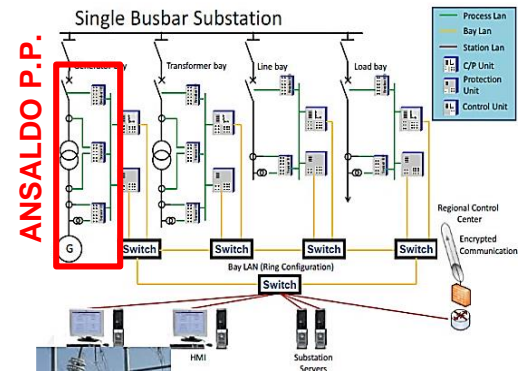 Single Busbar Substation
Process Lan
Bay Lan
Station Lan
C/P Unit
Protection
Unit
Control Unit
ANSALDO P.P.
Generator bay
Transformer bay
Line bay
Load bay
G
Regional Control
Center
Encrypted
Communication
Switch
Switch
Switch
Switch
Bay LAN (Ring Configuration)
Switch
HMI
Substation
Servers